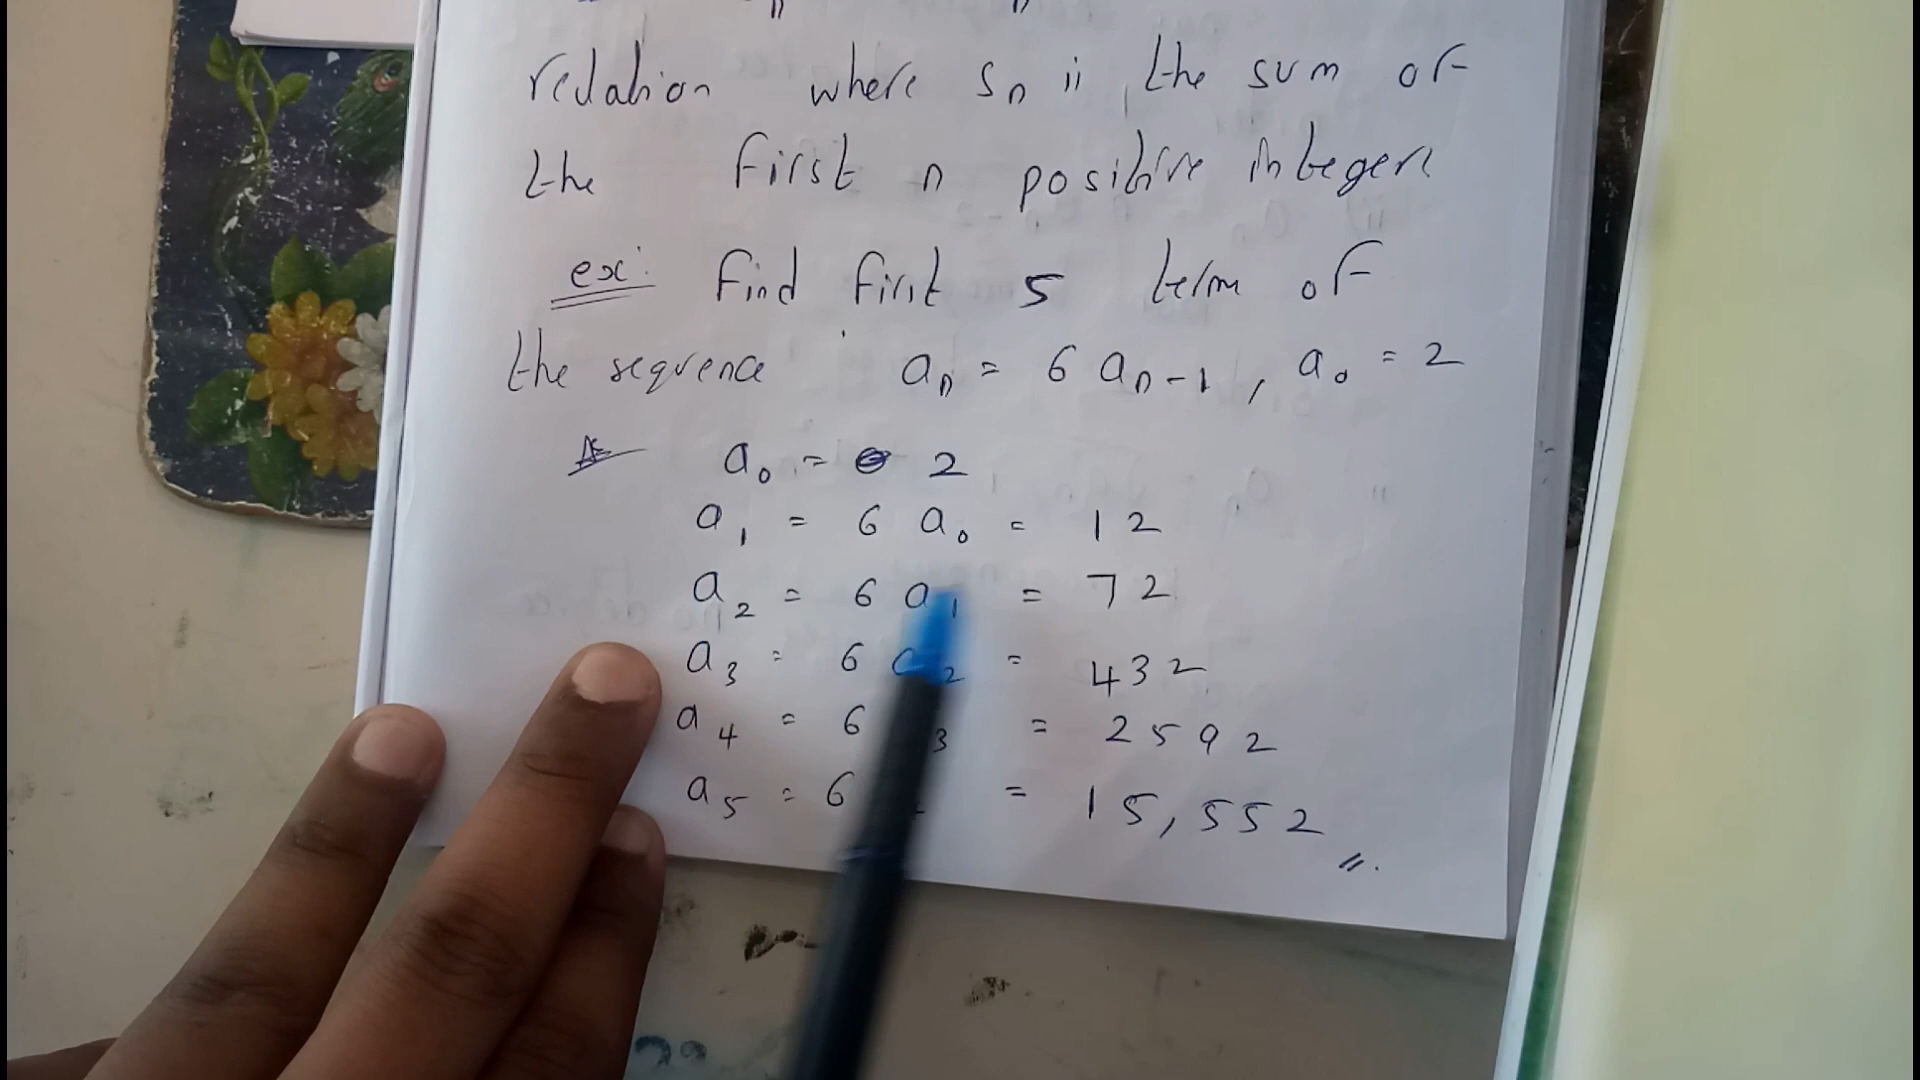 relation where Sn is the sum of
the first n positive integers
ex: Find first 5 term of
the sequence an = 6 an-1, a0 = 2
a0 = 2
a1 = 6 a0 = 12
a2 = 6 a1 = 72
a3 = 6 a2 = 432
a4 = 6 3 = 2592
a5 = 6 = 15,552 //.